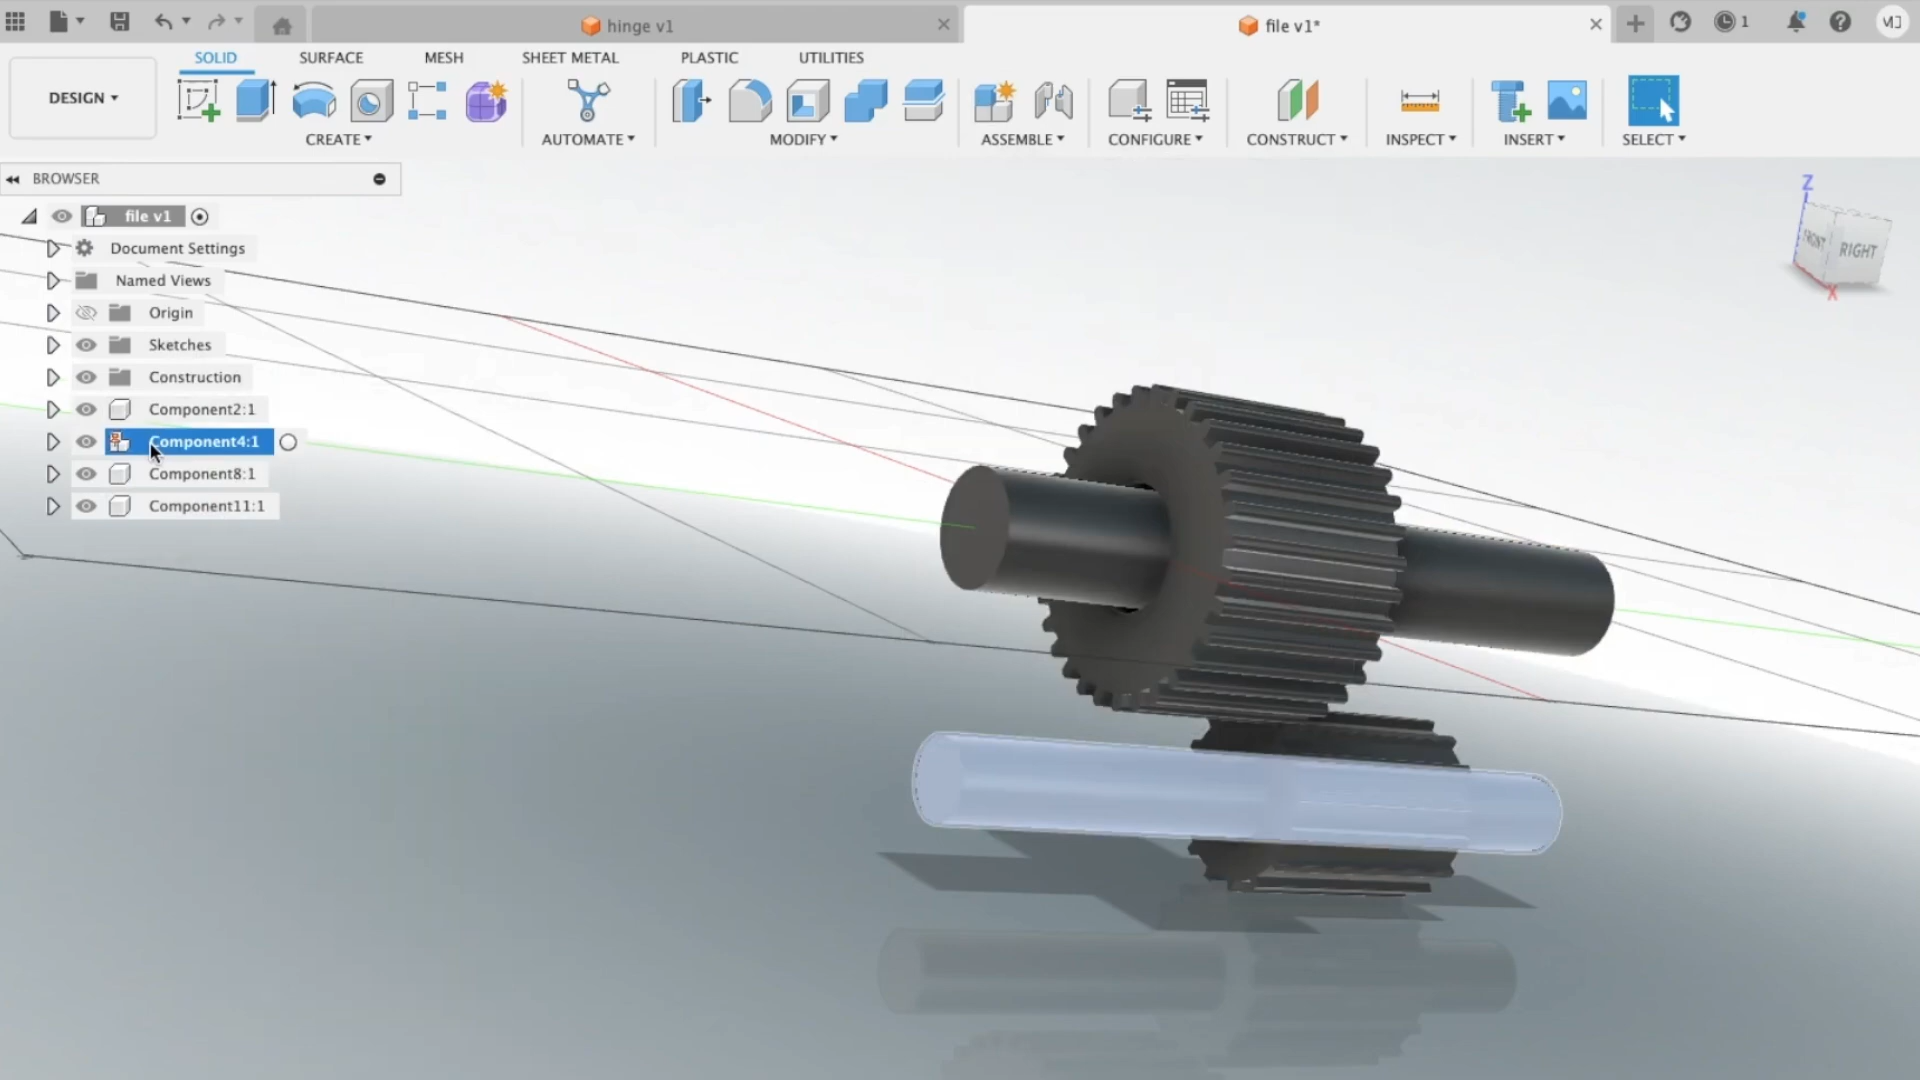 hinge v1
file v1*
1
MJ
DESIGN
SOLID
SURFACE
MESH
SHEET METAL
PLASTIC
UTILITIES
CREATE
AUTOMATE
MODIFY
ASSEMBLE
CONFIGURE
CONSTRUCT
INSPECT
INSERT
SELECT
BROWSER
file v1
Document Settings
Named Views
Origin
Sketches
Construction
Component2:1
Component4:1
Component8:1
Component11:1
Z
FRONT
RIGHT
X